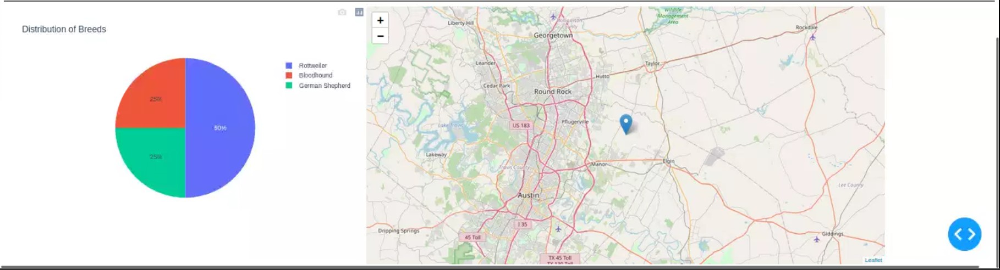 Distribution of Breeds
Rottweiler
Bloodhound
German Shepherd
25%
50%
25%
+
−
Liberty Hill
Williamson
County
Wildlife
Management
Area
Rockdale
Georgetown
Leander
Taylor
Hutto
Cedar Park
Round Rock
Pflugerville
US 183
Lake Travis
Lakeway
Manor
Elgin
Travis County
Lee County
Austin
I 35
Dripping Springs
45 Toll
Giddings
TX 45 Toll
TX 130 Toll
Leaflet